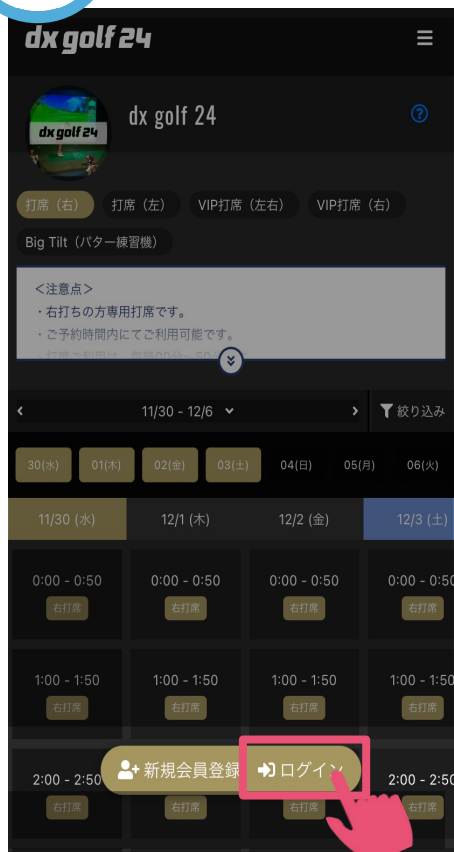 dx golf 24
dx golf 24
dx golf 24
打席（右） 打席（左） VIP打席（左右） VIP打席（右）
Big Tilt（パター練習機）
＜注意点＞
・右打ちの方専用打席です。
・ご予約時間内にてご利用可能です。
11/30 - 12/6 絞り込み
30(水) 01(木) 02(金) 03(土) 04(日) 05(月) 06(火)
11/30 (水) 12/1 (木) 12/2 (金) 12/3 (土)
0:00 - 0:50 0:00 - 0:50 0:00 - 0:50 0:00 - 0:50
右打席 右打席 右打席 右打席
1:00 - 1:50 1:00 - 1:50 1:00 - 1:50 1:00 - 1:50
右打席 右打席 右打席 右打席
新規会員登録 ログイン
2:00 - 2:50 2:00 - 2:50
右打席 右打席 右打席 右打席